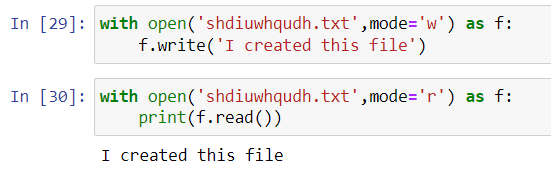 In [29]: with open('shdiuwhqudh.txt',mode='w') as f:
f.write('I created this file')
In [30]: with open('shdiuwhqudh.txt',mode='r') as f:
print(f.read())
I created this file